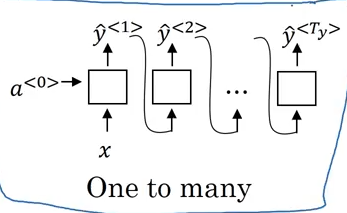 ŷ<1> ŷ<2> ŷ<Ty>
a<0> ...
x
One to many